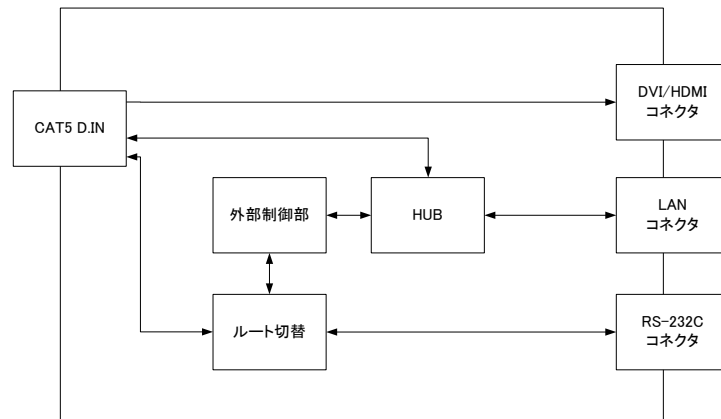 DVI/HDMI
コネクタ
CAT5 D.IN
外部制御部
HUB
LAN
コネクタ
ルート切替
RS-232C
コネクタ